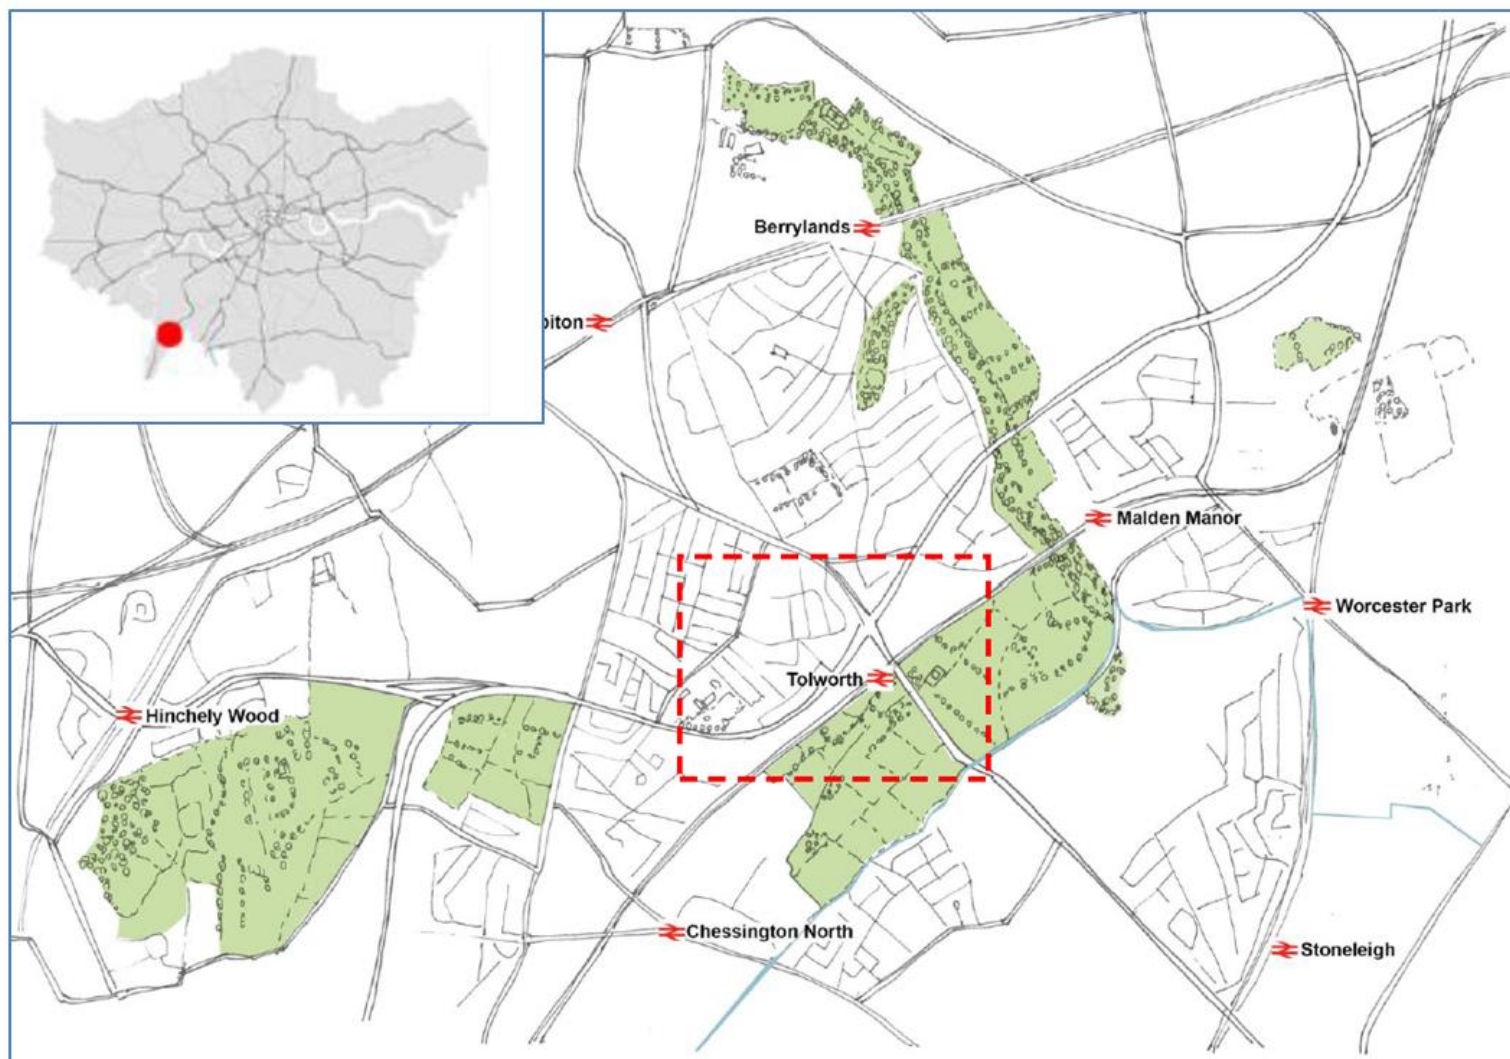 Berrylands
biton
Malden Manor
Worcester Park
Tolworth
Hinchely Wood
Chessington North
Stoneleigh